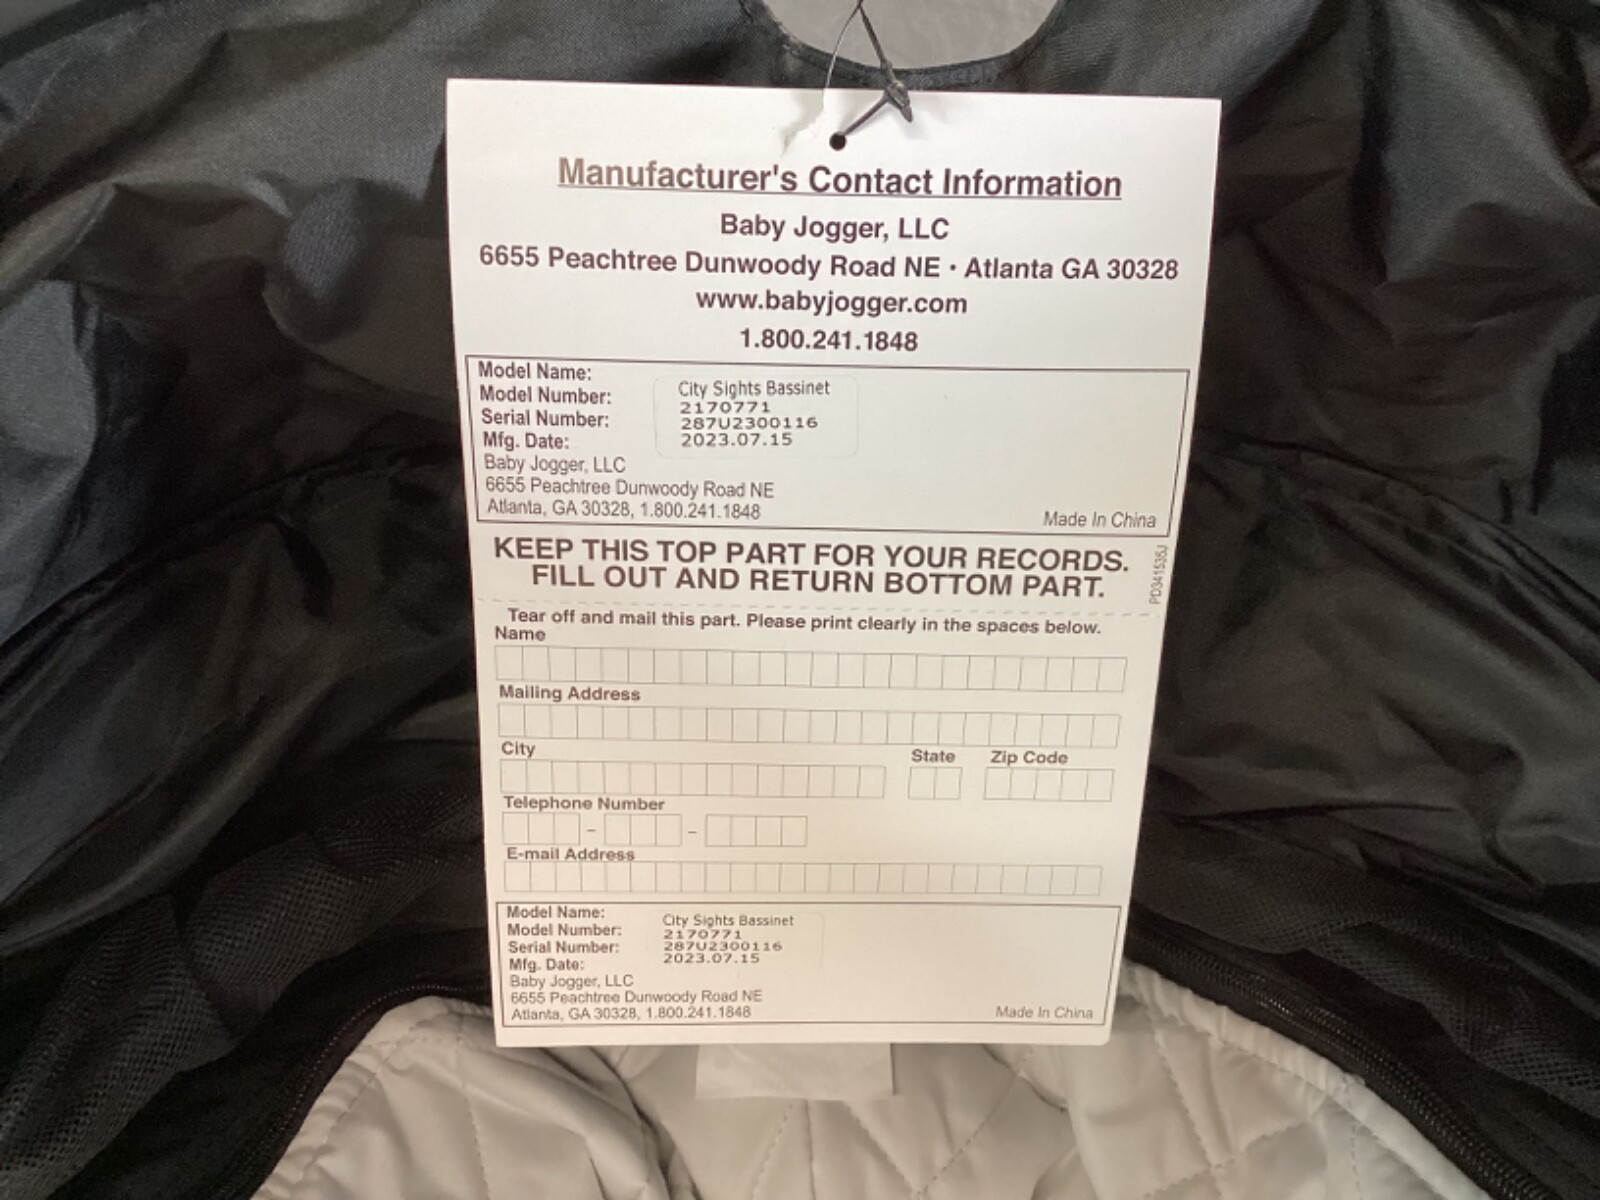 Manufacturer's Contact Information
Baby Jogger, LLC
6655 Peachtree Dunwoody Road NE • Atlanta GA 30328
www.babyjogger.com
1.800.241.1848
Model Name: City Sights Bassinet
Model Number: 2170771
Serial Number: 287U2300116
Mfg. Date: 2023.07.15
Baby Jogger, LLC
6655 Peachtree Dunwoody Road NE
Atlanta, GA 30328, 1.800.241.1848
Made In China
KEEP THIS TOP PART FOR YOUR RECORDS.
FILL OUT AND RETURN BOTTOM PART.
PD341535J
Tear off and mail this part. Please print clearly in the spaces below.
Name
Mailing Address
City State Zip Code
Telephone Number
– –
E-mail Address
Model Name: City Sights Bassinet
Model Number: 2170771
Serial Number: 287U2300116
Mfg. Date: 2023.07.15
Baby Jogger, LLC
6655 Peachtree Dunwoody Road NE
Atlanta, GA 30328, 1.800.241.1848
Made In China